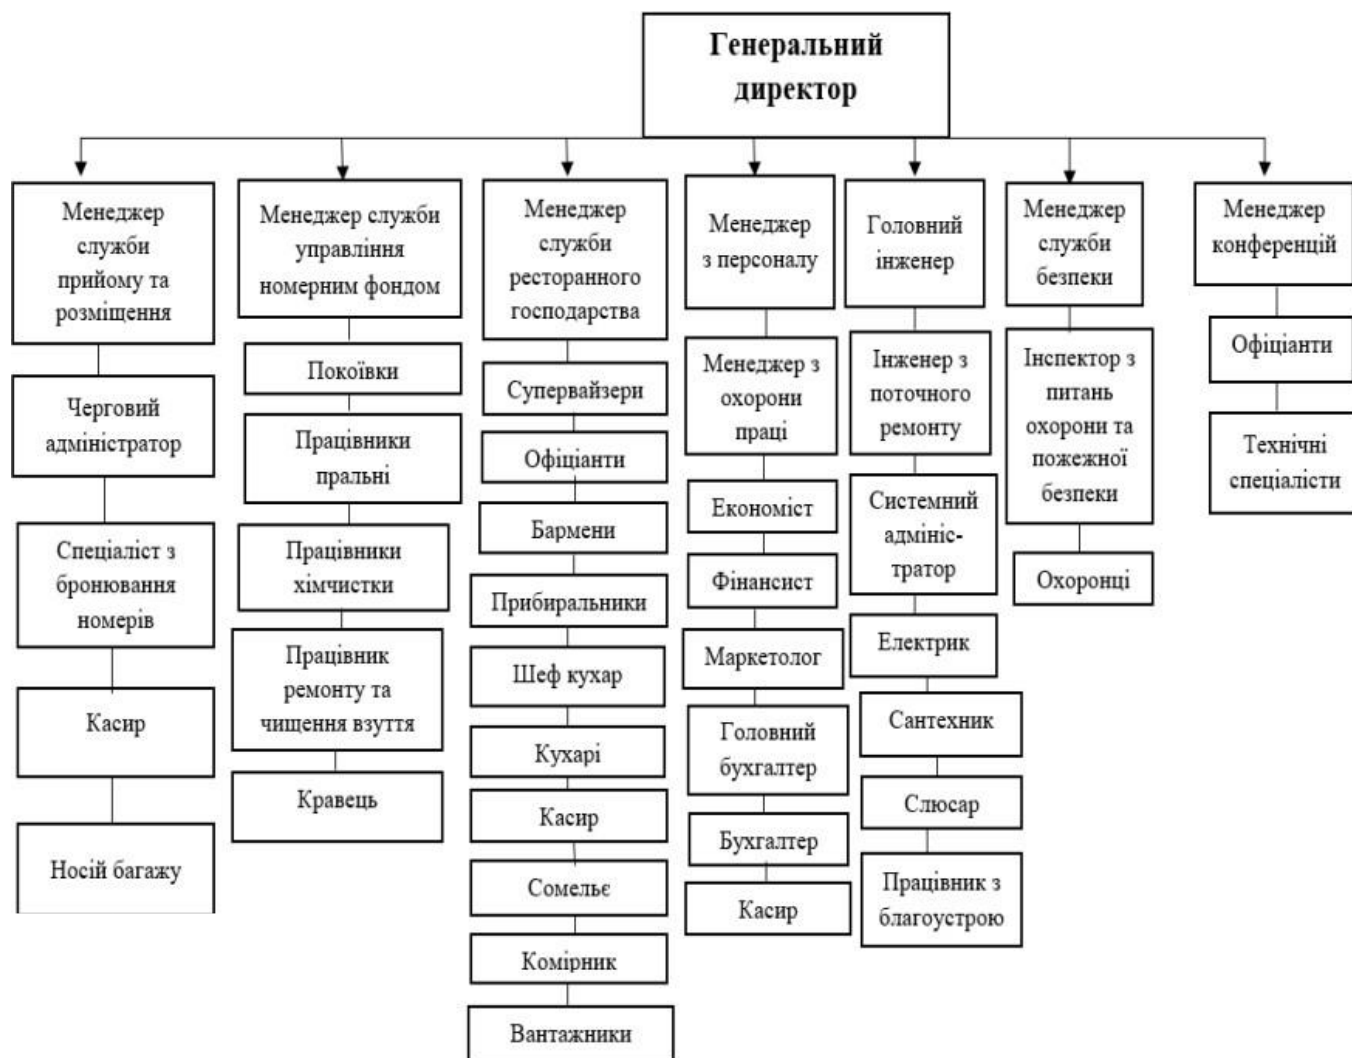 Генеральний
директор
Менеджер
служби
прийому та
розміщення
Черговий
адміністратор
Спеціаліст з
бронювання
номерів
Касир
Носій багажу
Менеджер служби
управління
номерним фондом
Покоївки
Працівники
пральні
Працівники
хімчистки
Працівник
ремонту та
чищення взуття
Кравець
Менеджер
служби
ресторанного
господарства
Супервайзери
Офіціанти
Бармени
Прибиральники
Шеф кухар
Кухарі
Касир
Сомельє
Комірник
Вантажники
Менеджер
з персоналу
Менеджер з
охорони
праці
Економіст
Фінансист
Маркетолог
Головний
бухгалтер
Бухгалтер
Касир
Головний
інженер
Інженер з
поточного
ремонту
Системний
адмініс-
тратор
Електрик
Сантехник
Слюсар
Працівник з
благоустрою
Менеджер
служби
безпеки
Інспектор з
питань
охорони та
пожежної
безпеки
Охоронці
Менеджер
конференцій
Офіціанти
Технічні
спеціалісти